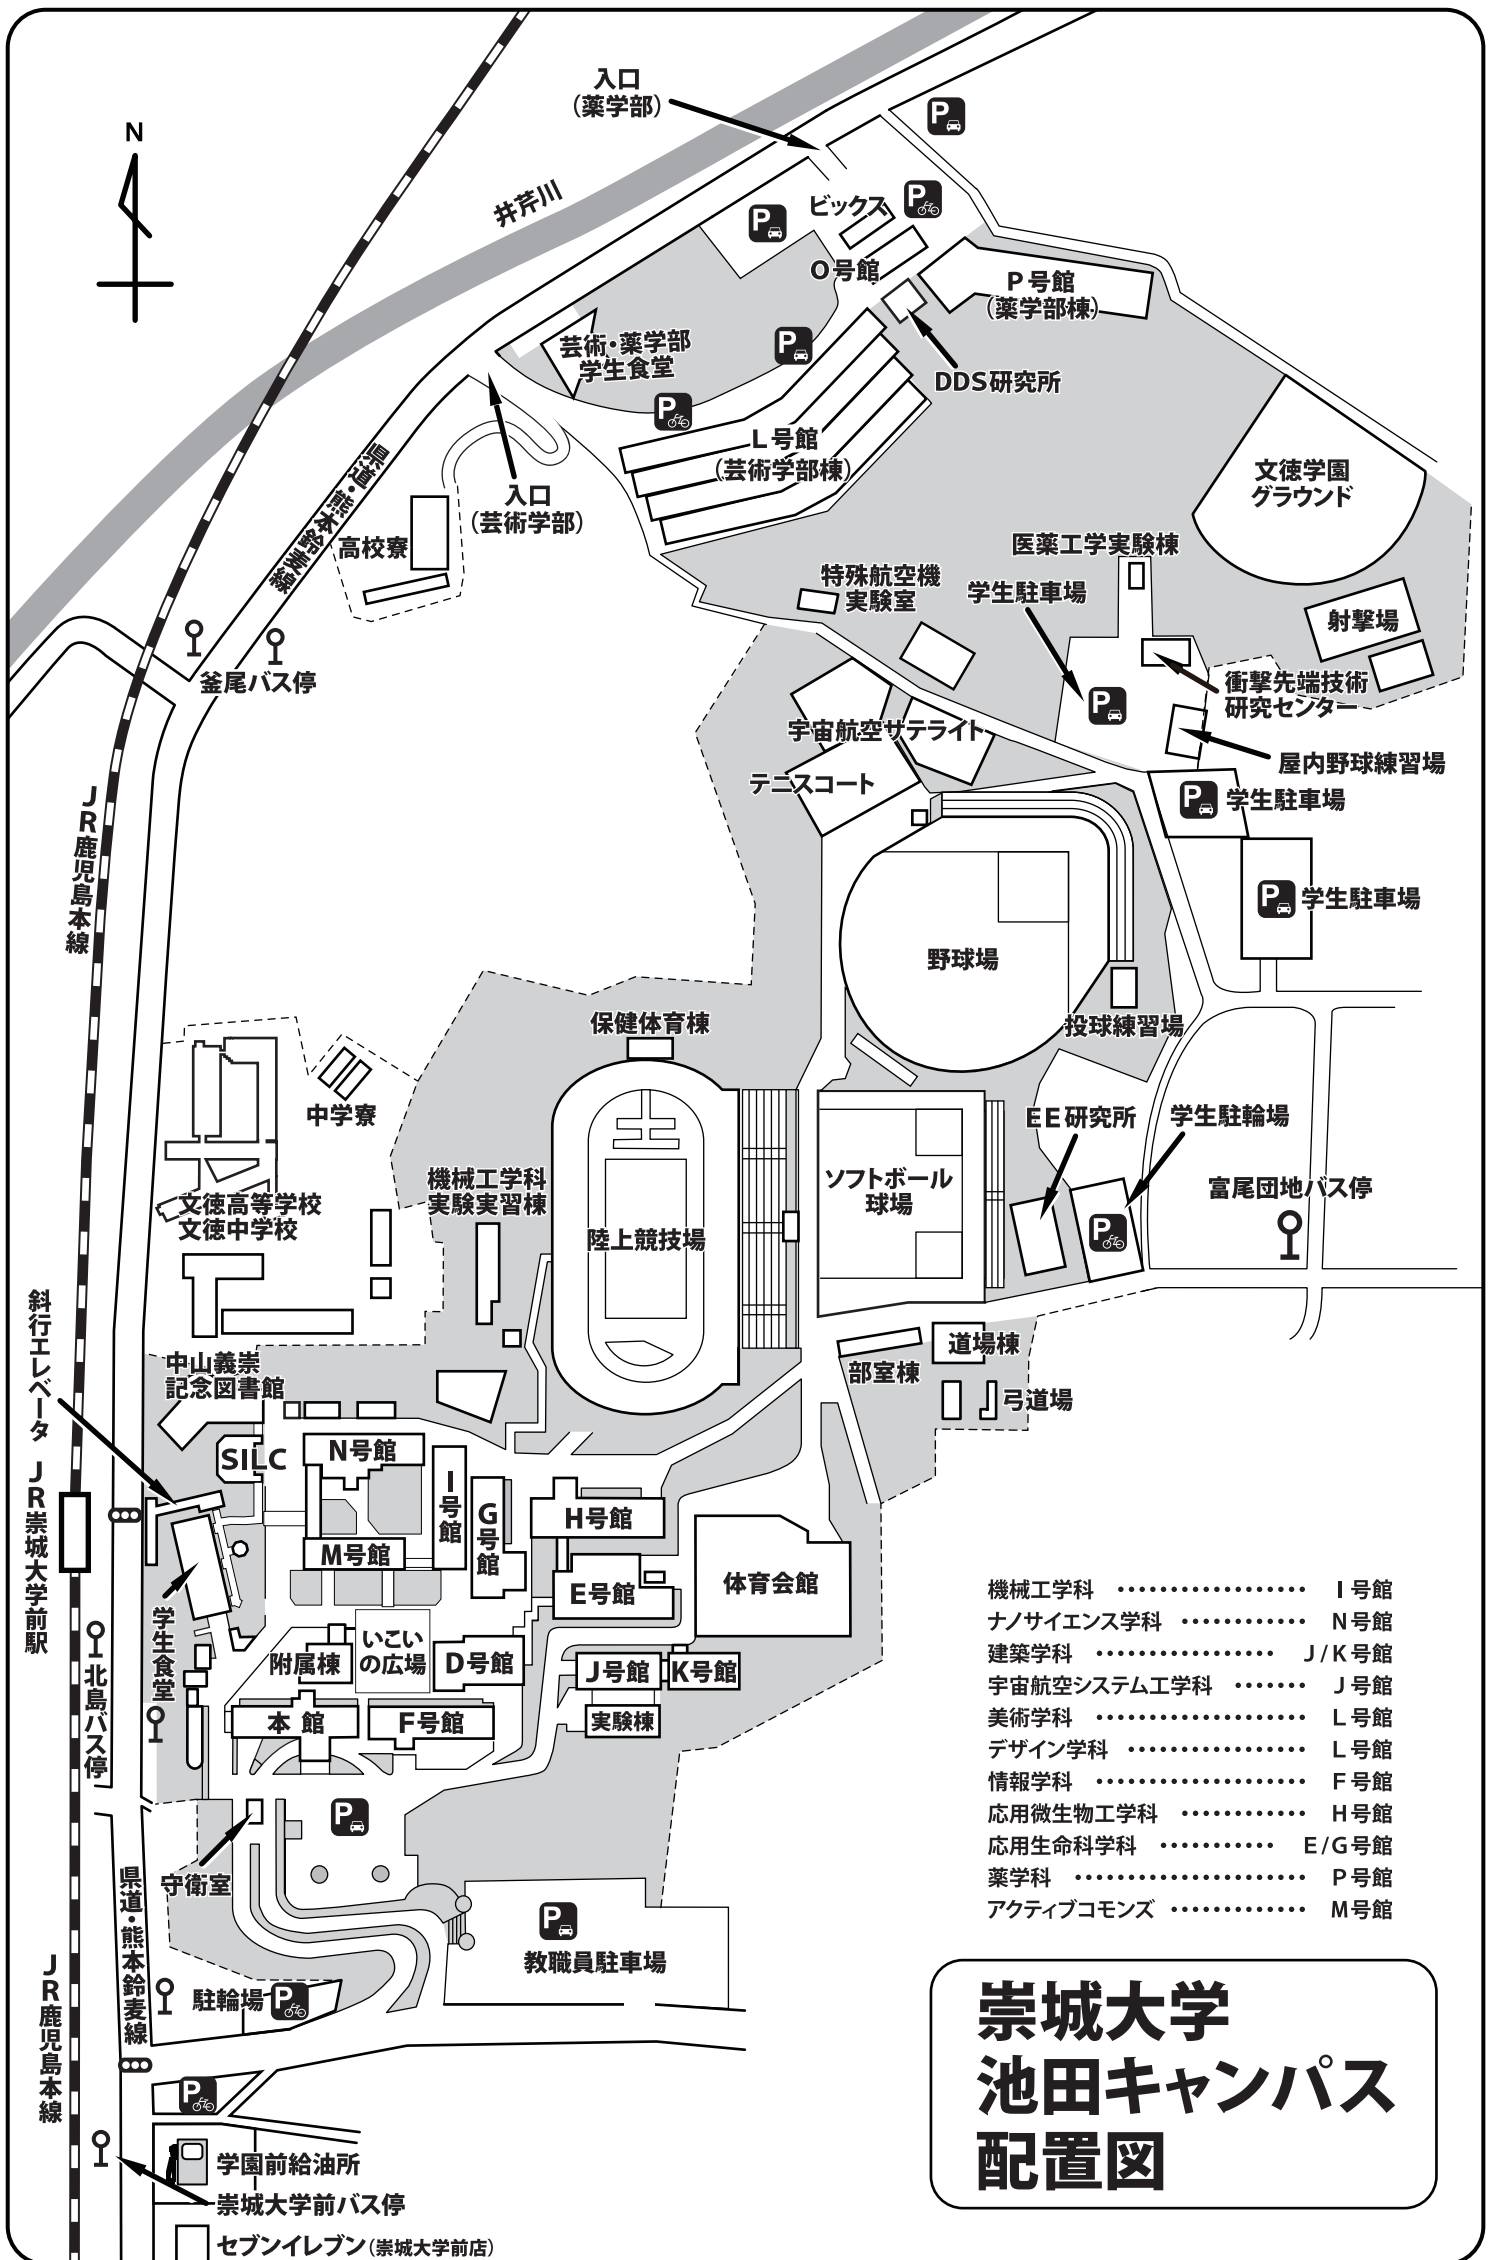 入口
（薬学部）
P
N
井芹川
ビックス
P
P
O号館
P号館
（薬学部棟）
芸術・薬学部
学生食堂
P
DDS研究所
P
L号館
（芸術学部棟）
文徳学園
グラウンド
県道・熊本鈴麦線
入口
（芸術学部）
高校寮
医薬工学実験棟
特殊航空機
実験室
学生駐車場
射撃場
釜尾バス停
衝撃先端技術
研究センター
P
宇宙航空サテライト
屋内野球練習場
テニスコート
P
学生駐車場
JR鹿児島本線
P
学生駐車場
野球場
投球練習場
保健体育棟
中学寮
EE研究所
学生駐輪場
機械工学科
実験実習棟
ソフトボール
球場
富尾団地バス停
文徳高等学校
文徳中学校
陸上競技場
P
斜行エレベータ
道場棟
部室棟
中山義崇
記念図書館
弓道場
SILC
N号館
I号館
G号館
H号館
JR崇城大学前駅
M号館
E号館
体育会館
学生食堂
いこい
の広場
附属棟
D号館
J号館
K号館
北島バス停
本館
F号館
実験棟
P
守衛室
県道・熊本鈴麦線
P
教職員駐車場
JR鹿児島本線
駐輪場
P
P
学園前給油所
崇城大学前バス停
セブンイレブン（崇城大学前店）
機械工学科 ・・・・・・・・・・・・・・・・・・ I号館
ナノサイエンス学科 ・・・・・・・・・・・・ N号館
建築学科 ・・・・・・・・・・・・・・・・・ J/K号館
宇宙航空システム工学科 ・・・・・・・ J号館
美術学科 ・・・・・・・・・・・・・・・・・・・・ L号館
デザイン学科 ・・・・・・・・・・・・・・・・・ L号館
情報学科 ・・・・・・・・・・・・・・・・・・・・ F号館
応用微生物工学科 ・・・・・・・・・・・・ H号館
応用生命科学科 ・・・・・・・・・・・ E/G号館
薬学科 ・・・・・・・・・・・・・・・・・・・・・・ P号館
アクティブコモンズ ・・・・・・・・・・・・・ M号館
崇城大学
池田キャンパス
配置図